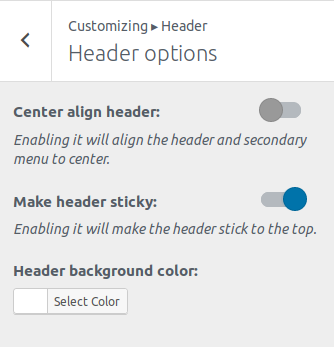 Customizing ▸ Header
Header options
Center align header:
Enabling it will align the header and secondary
menu to center.
Make header sticky:
Enabling it will make the header stick to the top.
Header background color:
Select Color